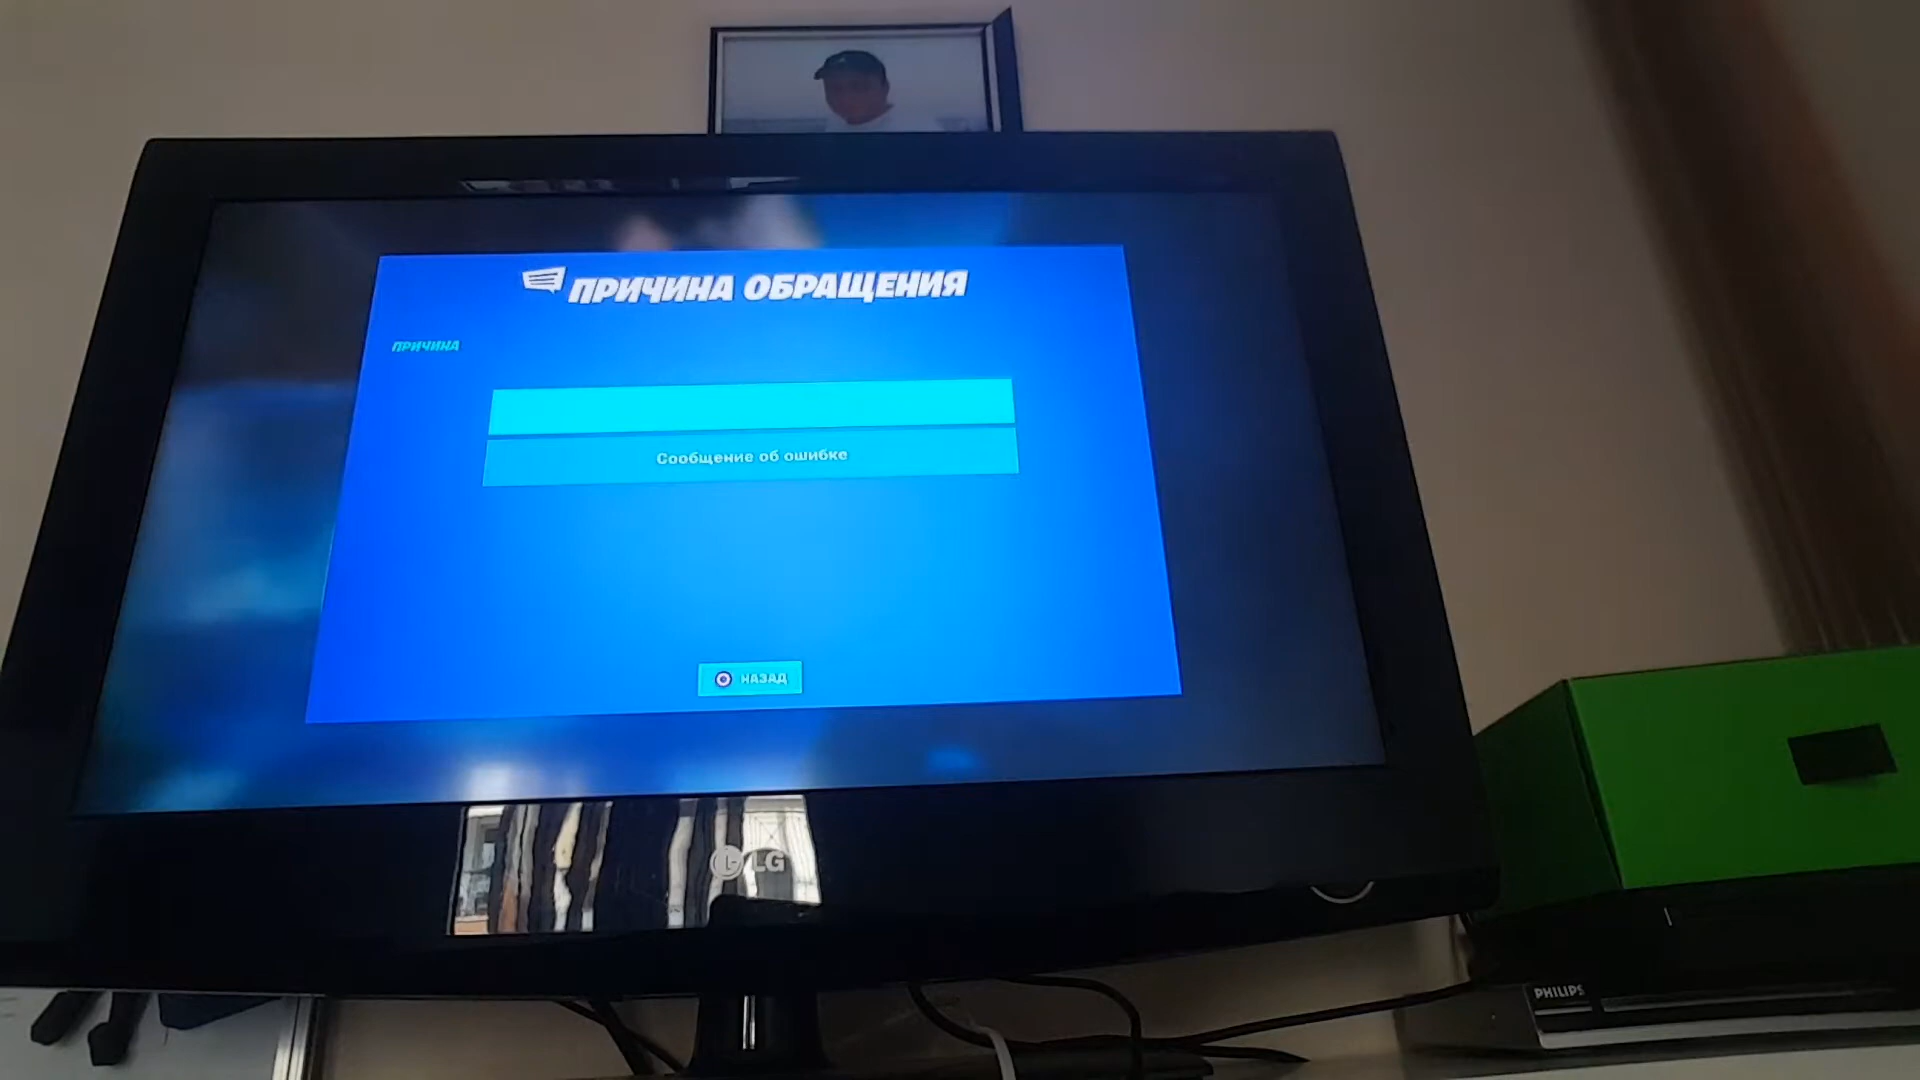 ПРИЧИНА ОБРАЩЕНИЯ
ПРИЧИНА
Сообщение об ошибке
НАЗАД
LG
PHILIPS